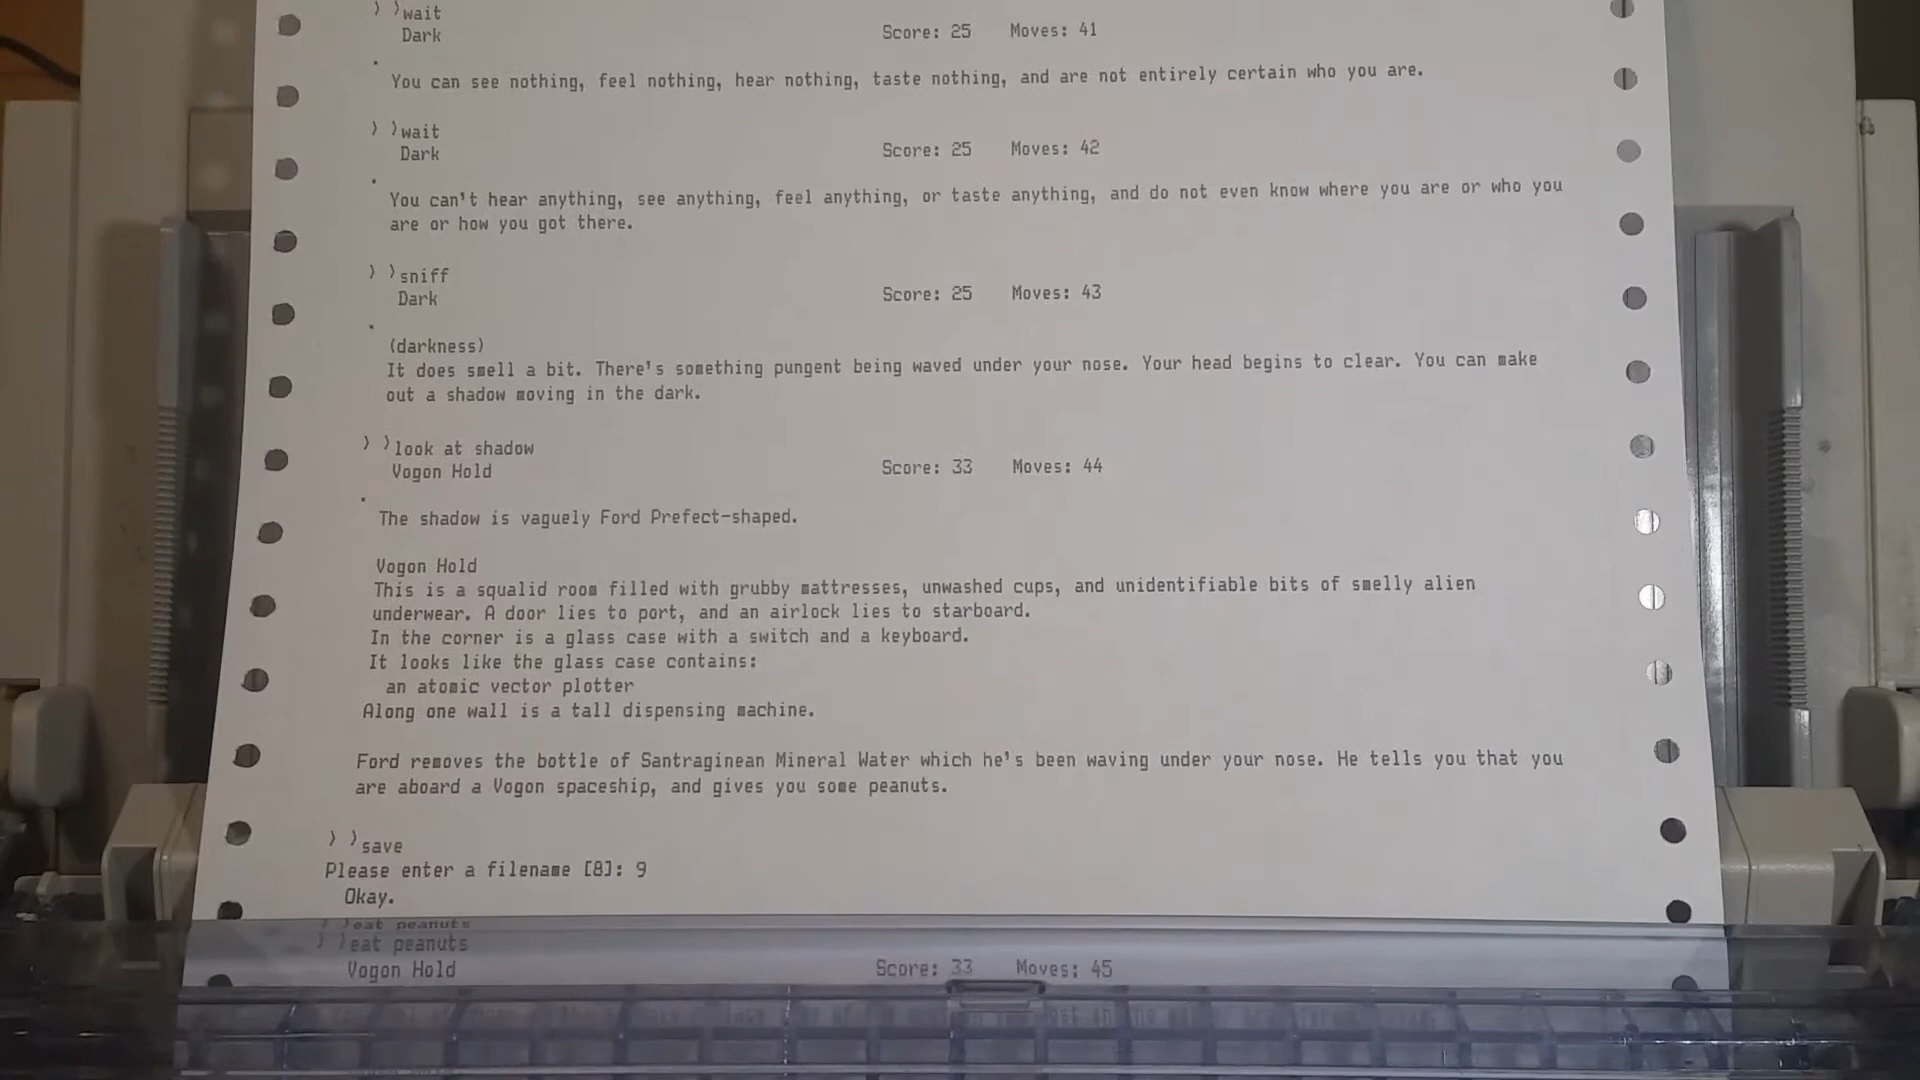 > >wait
Dark Score: 25 Moves: 41
.
You can see nothing, feel nothing, hear nothing, taste nothing, and are not entirely certain who you are.
> >wait
Dark Score: 25 Moves: 42
.
You can't hear anything, see anything, feel anything, or taste anything, and do not even know where you are or who you
are or how you got there.
> >sniff
Dark Score: 25 Moves: 43
.
(darkness)
It does smell a bit. There's something pungent being waved under your nose. Your head begins to clear. You can make
out a shadow moving in the dark.
> >look at shadow
Vogon Hold Score: 33 Moves: 44
.
The shadow is vaguely Ford Prefect-shaped.
Vogon Hold
This is a squalid room filled with grubby mattresses, unwashed cups, and unidentifiable bits of smelly alien
underwear. A door lies to port, and an airlock lies to starboard.
In the corner is a glass case with a switch and a keyboard.
It looks like the glass case contains:
an atomic vector plotter
Along one wall is a tall dispensing machine.
Ford removes the bottle of Santraginean Mineral Water which he's been waving under your nose. He tells you that you
are aboard a Vogon spaceship, and gives you some peanuts.
> >save
Please enter a filename [8]: 9
Okay.
> >eat peanuts
Vogon Hold Score: 33 Moves: 45